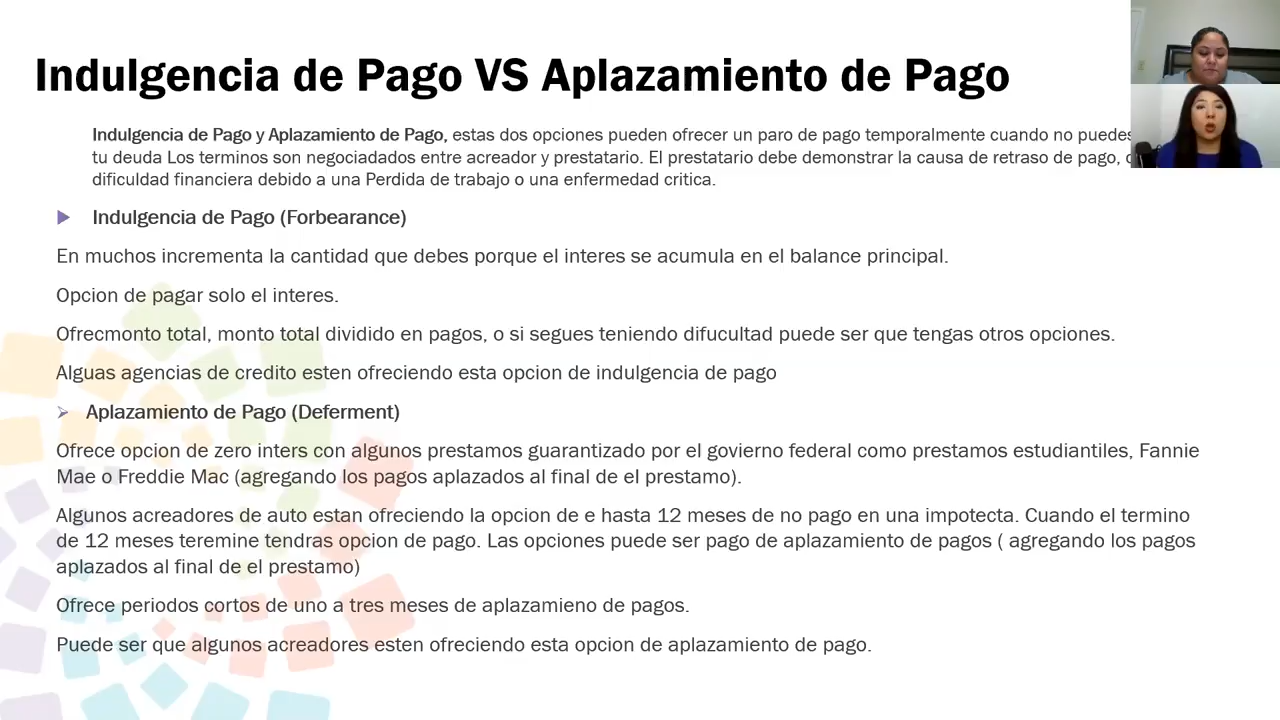 Indulgencia de Pago VS Aplazamiento de Pago
Indulgencia de Pago y Aplazamiento de Pago, estas dos opciones pueden ofrecer un paro de pago temporalmente cuando no puedes
tu deuda Los terminos son negociadados entre acreador y prestatario. El prestatario debe demonstrar la causa de retraso de pago,
dificuldad financiera debido a una Perdida de trabajo o una enfermedad critica.
Indulgencia de Pago (Forbearance)
En muchos incrementa la cantidad que debes porque el interes se acumula en el balance principal.
Opcion de pagar solo el interes.
Ofrecmonto total, monto total dividido en pagos, o si segues teniendo difucultad puede ser que tengas otros opciones.
Alguas agencias de credito esten ofreciendo esta opcion de indulgencia de pago
Aplazamiento de Pago (Deferment)
Ofrece opcion de zero inters con algunos prestamos guarantizado por el govierno federal como prestamos estudiantiles, Fannie
Mae o Freddie Mac (agregando los pagos aplazados al final de el prestamo).
Algunos acreadores de auto estan ofreciendo la opcion de e hasta 12 meses de no pago en una impotecta. Cuando el termino
de 12 meses teremine tendras opcion de pago. Las opciones puede ser pago de aplazamiento de pagos ( agregando los pagos
aplazados al final de el prestamo)
Ofrece periodos cortos de uno a tres meses de aplazamieno de pagos.
Puede ser que algunos acreadores esten ofreciendo esta opcion de aplazamiento de pago.